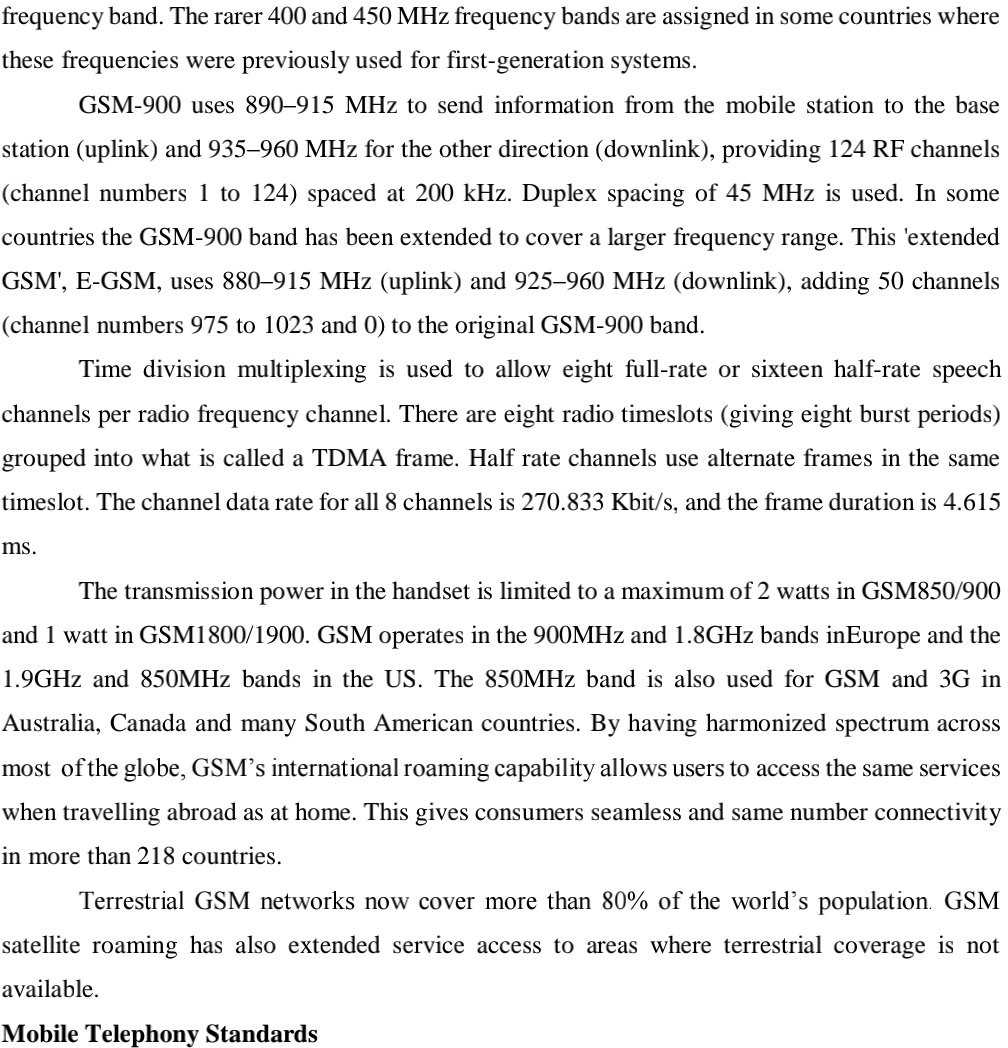 frequency band. The rarer 400 and 450 MHz frequency bands are assigned in some countries where
these frequencies were previously used for first-generation systems.
GSM-900 uses 890–915 MHz to send information from the mobile station to the base
station (uplink) and 935–960 MHz for the other direction (downlink), providing 124 RF channels
(channel numbers 1 to 124) spaced at 200 kHz. Duplex spacing of 45 MHz is used. In some
countries the GSM-900 band has been extended to cover a larger frequency range. This 'extended
GSM', E-GSM, uses 880–915 MHz (uplink) and 925–960 MHz (downlink), adding 50 channels
(channel numbers 975 to 1023 and 0) to the original GSM-900 band.
Time division multiplexing is used to allow eight full-rate or sixteen half-rate speech
channels per radio frequency channel. There are eight radio timeslots (giving eight burst periods)
grouped into what is called a TDMA frame. Half rate channels use alternate frames in the same
timeslot. The channel data rate for all 8 channels is 270.833 Kbit/s, and the frame duration is 4.615
ms.
The transmission power in the handset is limited to a maximum of 2 watts in GSM850/900
and 1 watt in GSM1800/1900. GSM operates in the 900MHz and 1.8GHz bands inEurope and the
1.9GHz and 850MHz bands in the US. The 850MHz band is also used for GSM and 3G in
Australia, Canada and many South American countries. By having harmonized spectrum across
most of the globe, GSM’s international roaming capability allows users to access the same services
when travelling abroad as at home. This gives consumers seamless and same number connectivity
in more than 218 countries.
Terrestrial GSM networks now cover more than 80% of the world’s population. GSM
satellite roaming has also extended service access to areas where terrestrial coverage is not
available.
Mobile Telephony Standards